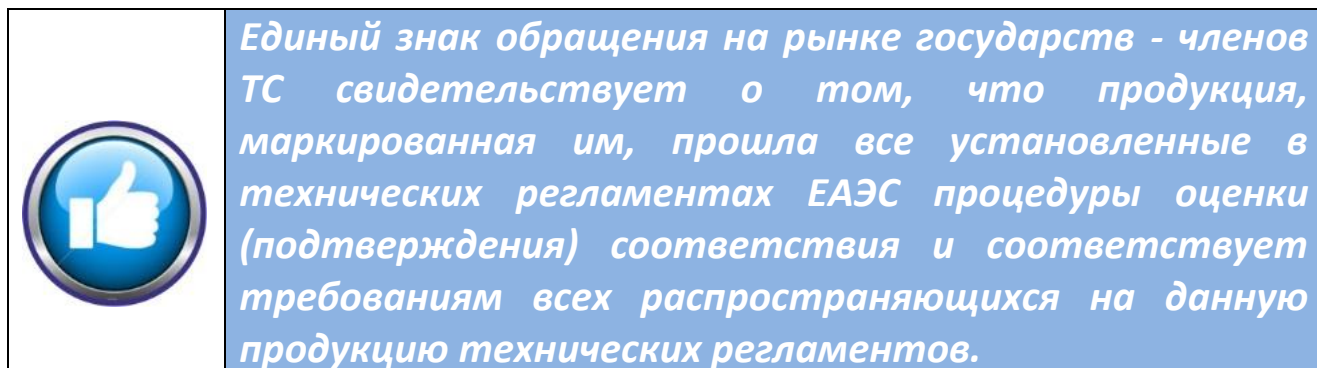 Единый знак обращения на рынке государств - членов
ТС свидетельствует о том, что продукция,
маркированная им, прошла все установленные в
технических регламентах ЕАЭС процедуры оценки
(подтверждения) соответствия и соответствует
требованиям всех распространяющихся на данную
продукцию технических регламентов.